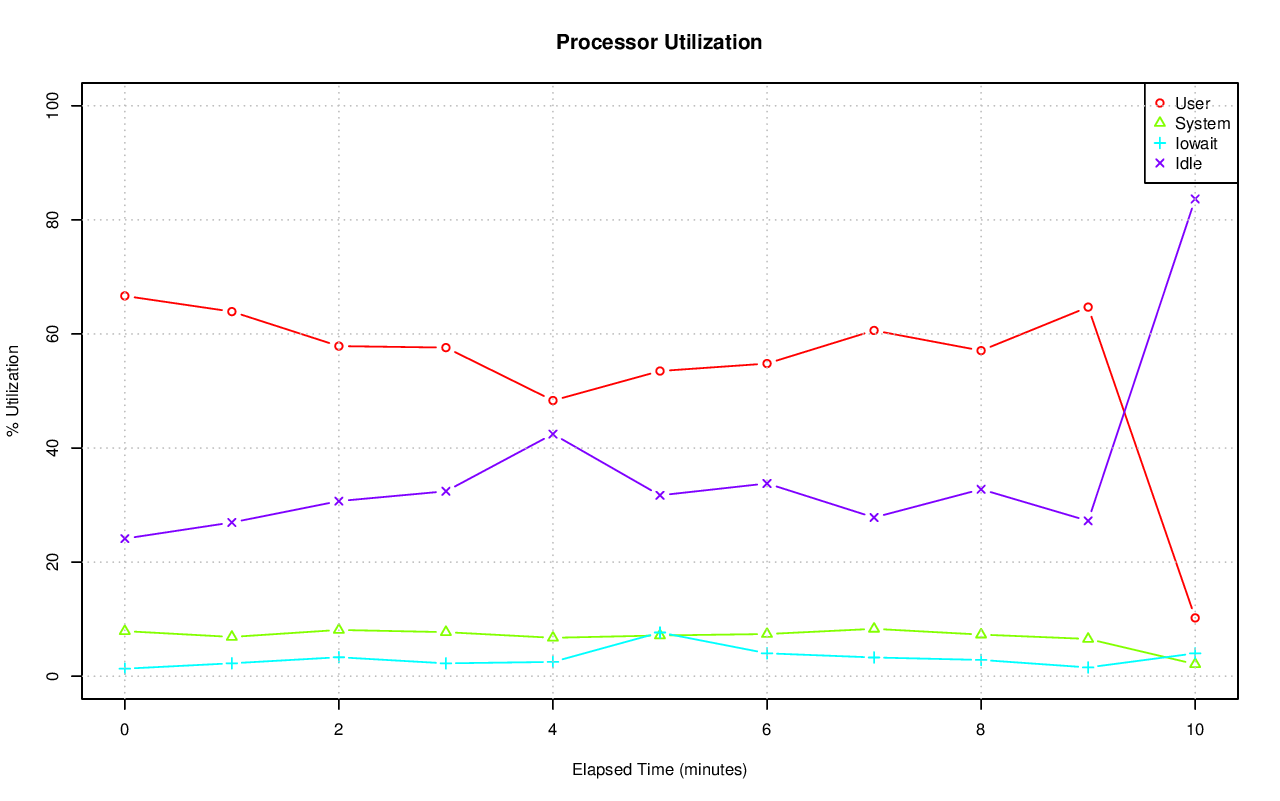 Processor Utilization
% Utilization
100
80
60
40
20
0
User
System
Iowait
Idle
0 2 4 6 8 10
Elapsed Time (minutes)